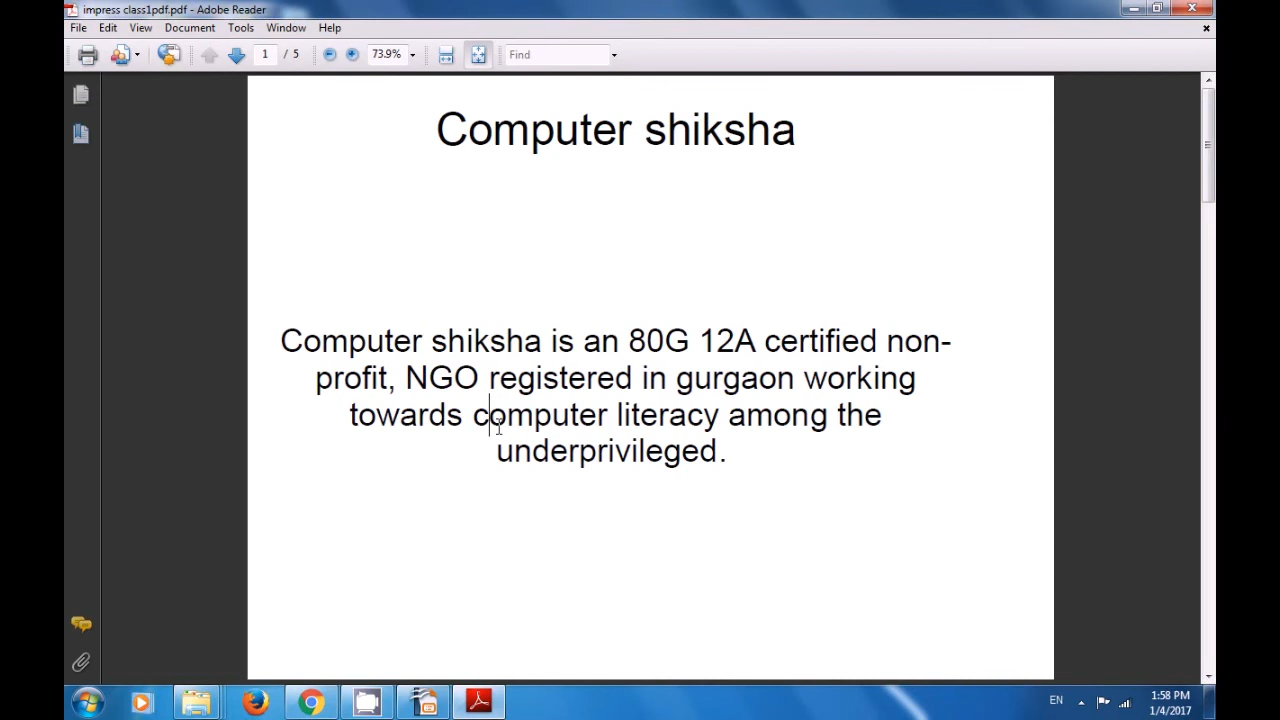 impress class1pdf.pdf - Adobe Reader
File Edit View Document Tools Window Help
1 / 5 73.9% Find
Computer shiksha
Computer shiksha is an 80G 12A certified non-
profit, NGO registered in gurgaon working
towards computer literacy among the
underprivileged.
EN 1:58 PM
1/4/2017